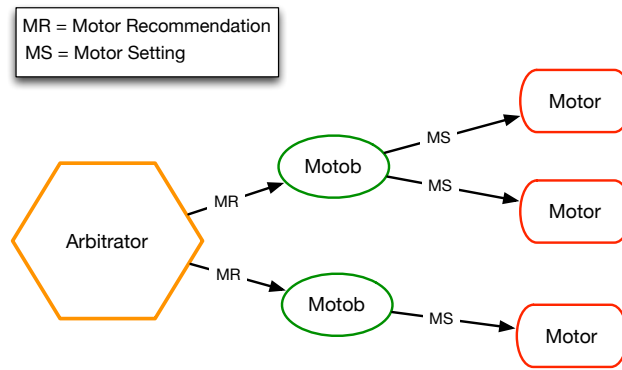 MR = Motor Recommendation
MS = Motor Setting
Motor
MS
Motob
MS
MR
Motor
Arbitrator
MR
Motob
MS
Motor